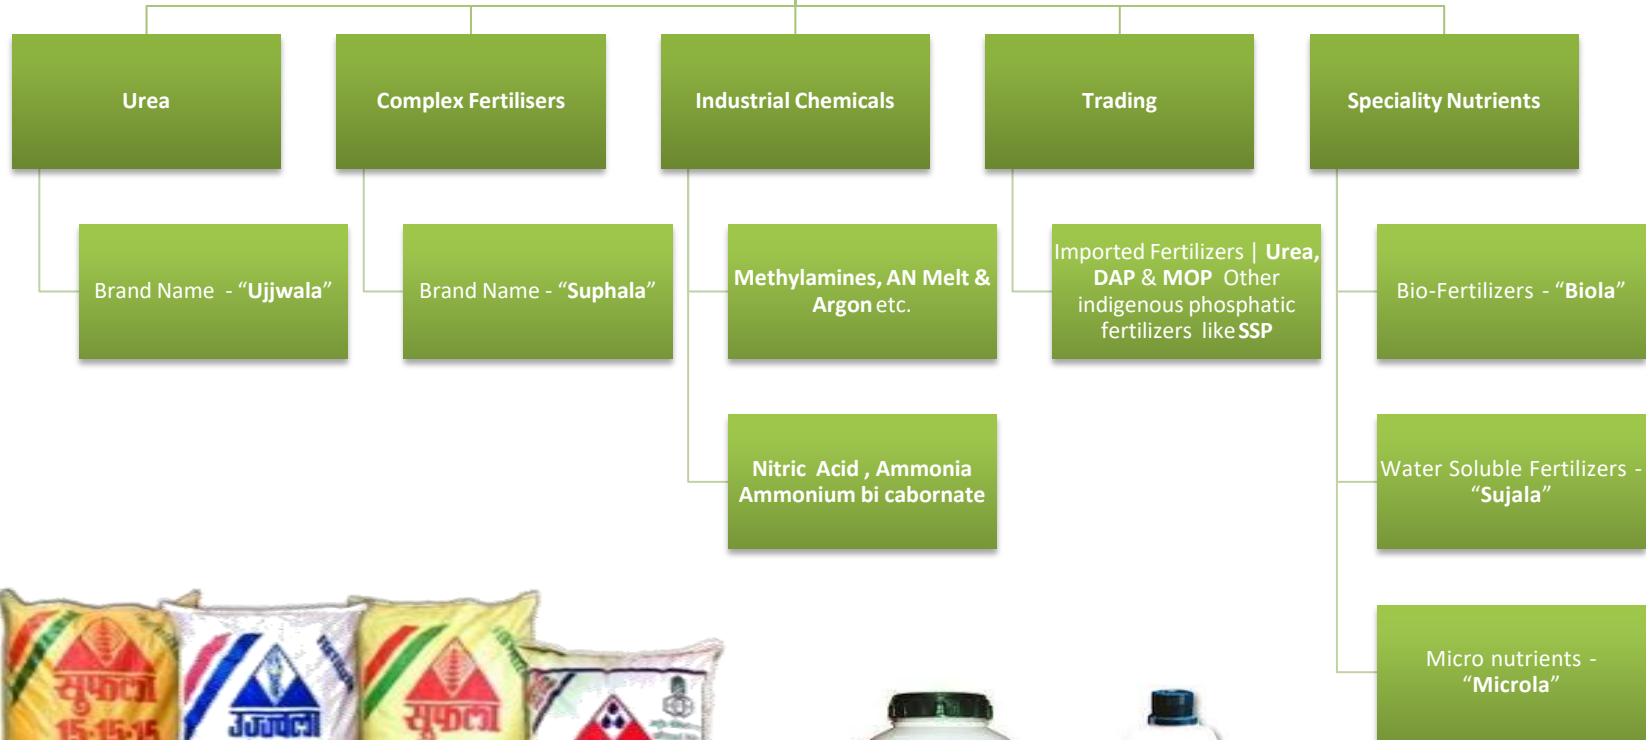 Urea
Complex Fertilisers
Industrial Chemicals
Trading
Speciality Nutrients
Brand Name - “Ujjwala”
Brand Name - “Suphala”
Methylamines, AN Melt &
Argon etc.
Imported Fertilizers | Urea,
DAP & MOP Other
indigenous phosphatic
fertilizers like SSP
Bio-Fertilizers - “Biola”
Nitric Acid , Ammonia
Ammonium bi cabornate
Water Soluble Fertilizers -
“Sujala”
Micro nutrients -
“Microla”
सुफला
15-15-15
उज्ज्वला
सुफला